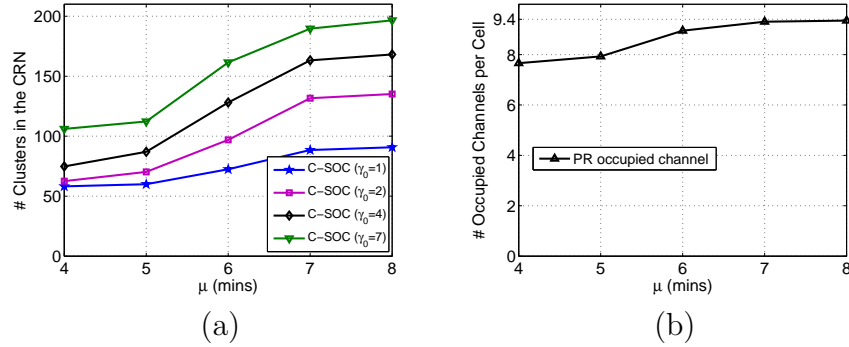 200
150
100
50
0
# Clusters in the CRN
4 5 6 7 8
μ (mins)
C−SOC (γ₀=1)
C−SOC (γ₀=2)
C−SOC (γ₀=4)
C−SOC (γ₀=7)
(a)
9.4
8
6
4
2
0
# Occupied Channels per Cell
PR occupied channel
4 5 6 7 8
μ (mins)
(b)